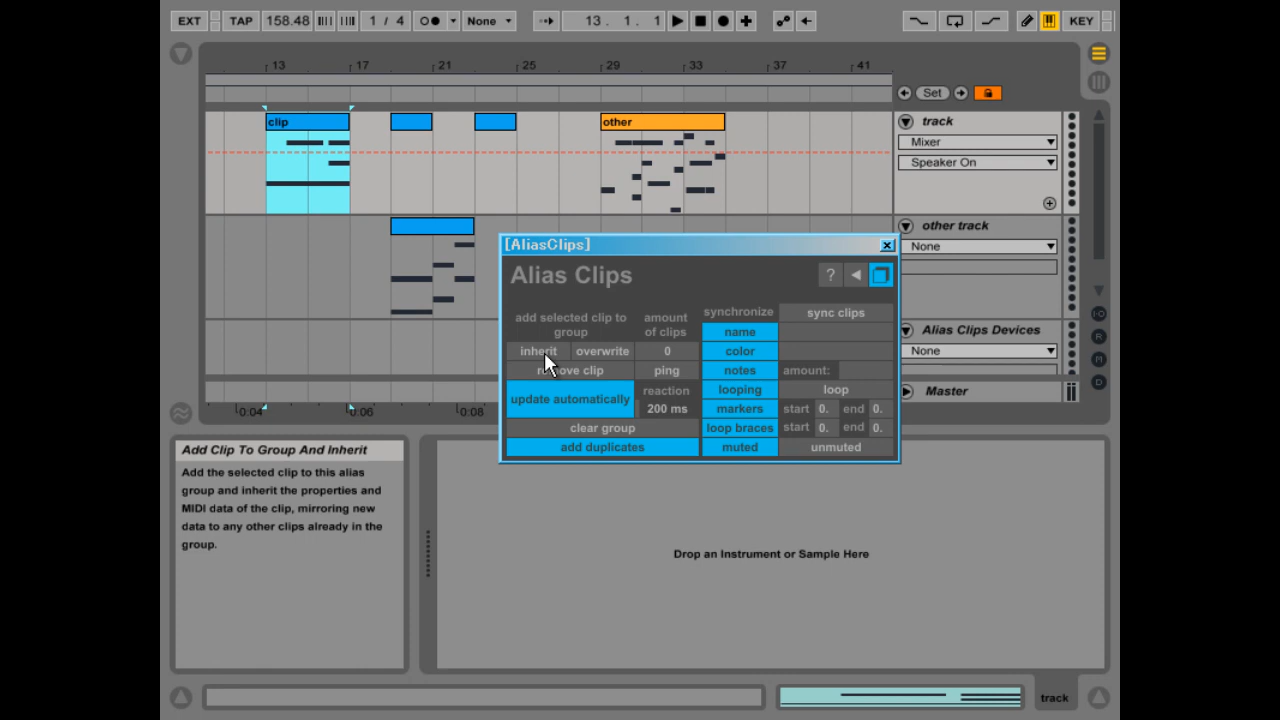 EXT TAP 158.48 1 / 4 None 13. 1. 1 KEY
13 17 21 25 29 33 37 41
Set
clip other track
Mixer
Speaker On
other track
None
[AliasClips]
Alias Clips ?
add selected clip to group
amount of clips
synchronize sync clips
name
inherit overwrite 0 color
remove clip ping notes amount:
update automatically reaction 200 ms
looping loop
markers start 0. end 0.
clear group loop braces start 0. end 0.
add duplicates muted unmuted
Alias Clips Devices
None
Master
0:04 0:06 0:08
I·O
R
M
D
Add Clip To Group And Inherit
Add the selected clip to this alias
group and inherit the properties and
MIDI data of the clip, mirroring new
data to any other clips already in the
group.
Drop an Instrument or Sample Here
track